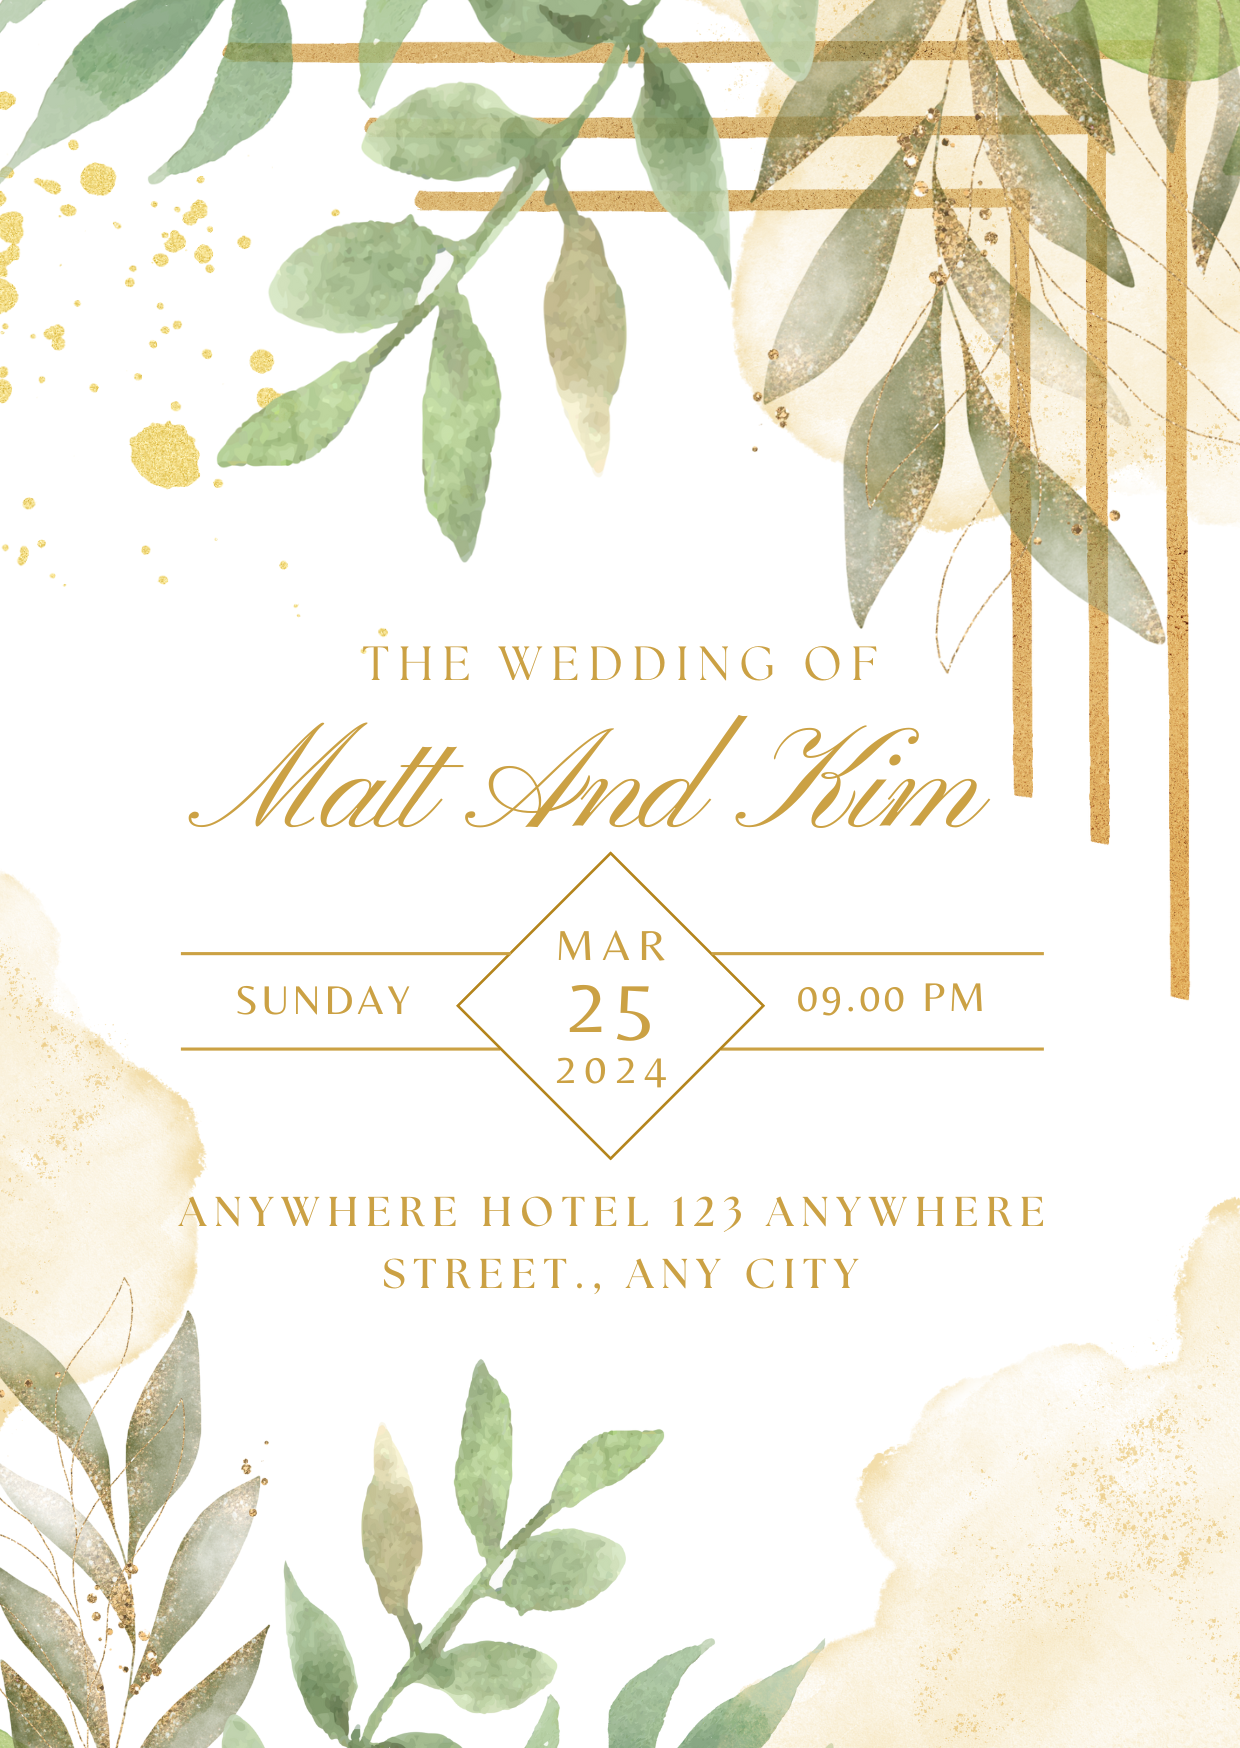 THE WEDDING OF
Matt And Kim
MAR
SUNDAY 25 09.00 PM
2024
ANYWHERE HOTEL 123 ANYWHERE
STREET., ANY CITY